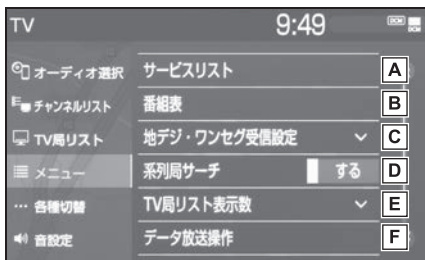 TV 9:49
オーディオ選択
チャンネルリスト
TV局リスト
メニュー
各種切替
音設定
サービスリスト A
番組表 B
地デジ・ワンセグ受信設定 C
系列局サーチ する D
TV局リスト表示数 E
データ放送操作 F